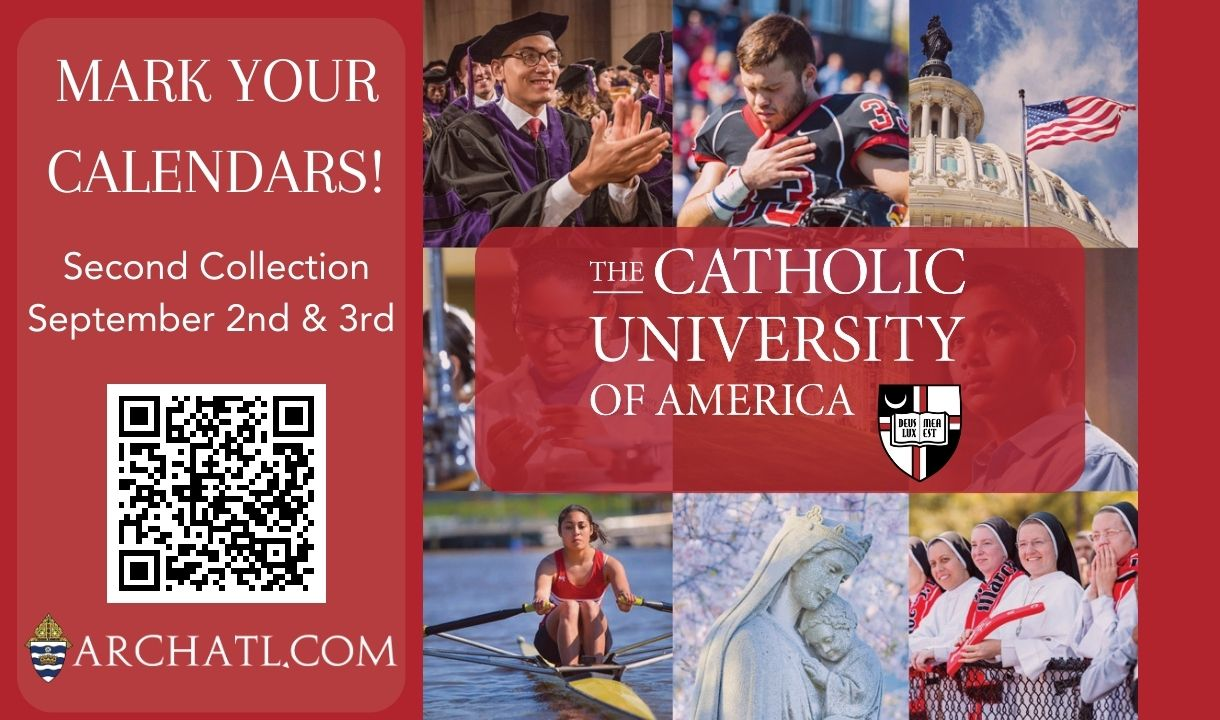 MARK YOUR
CALENDARS!
Second Collection
September 2nd & 3rd
ARCHATL.COM
THE CATHOLIC
UNIVERSITY
OF AMERICA
DEUS MEA
LUX EST
33
33